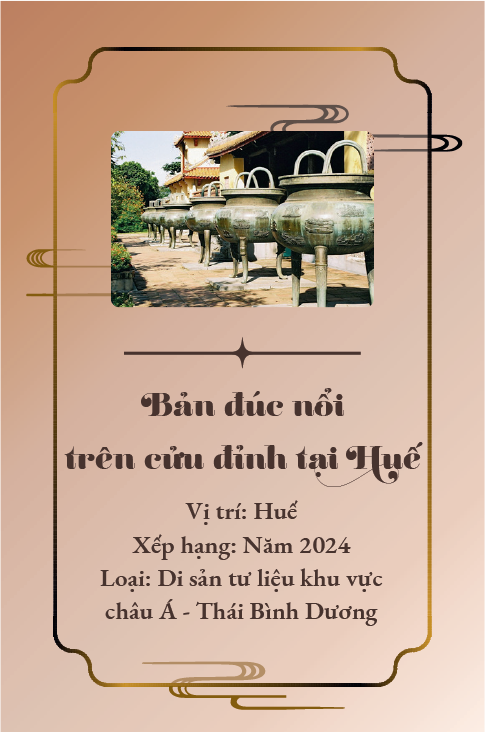 Bản đúc nổi
trên cửu đỉnh tại Huế
Vị trí: Huế
Xếp hạng: Năm 2024
Loại: Di sản tư liệu khu vực
châu Á - Thái Bình Dương